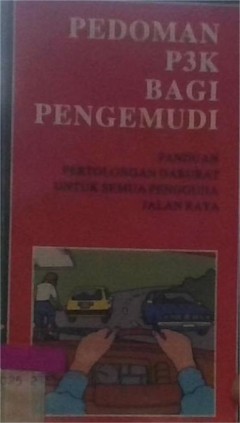 PEDOMAN
P3K
BAGI
PENGEMUDI
PANDUAN
PERTOLONGAN DARURAT
UNTUK SEMUA PENGGUNA
JALAN RAYA